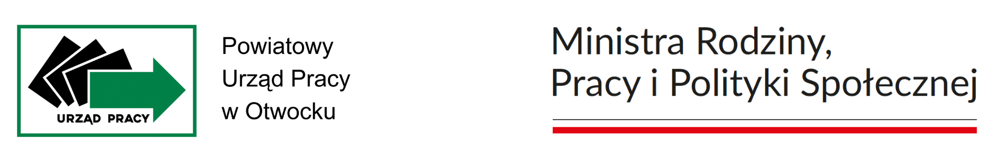 URZĄD PRACY
Powiatowy
Urząd Pracy
w Otwocku
Ministra Rodziny,
Pracy i Polityki Społecznej